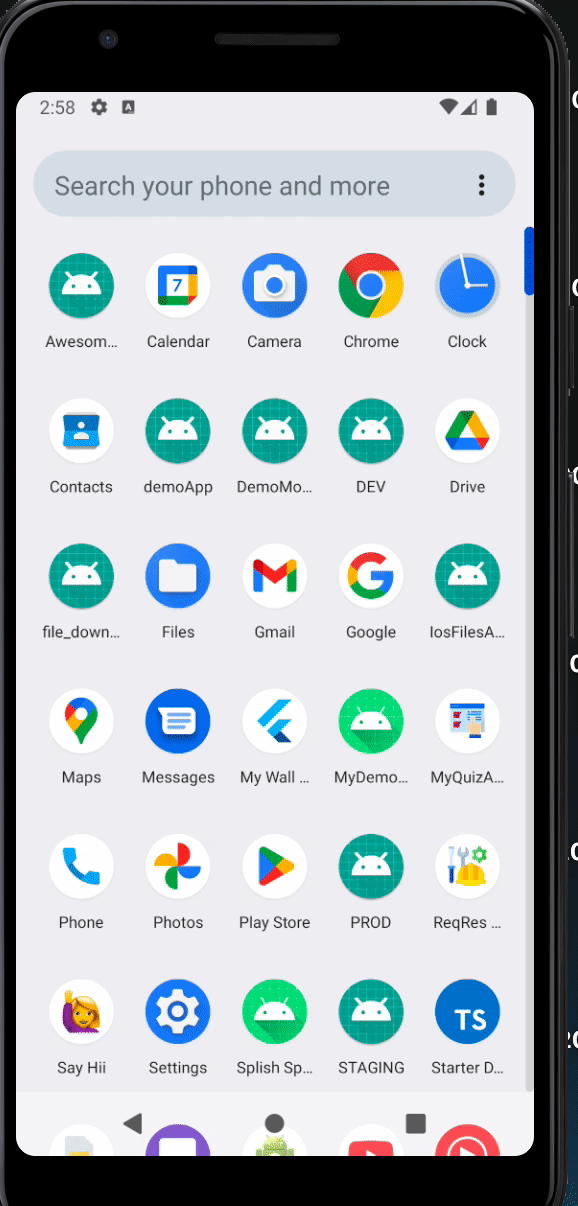 2:58
A
Search your phone and more
7
Awesom...
Calendar
Camera
Chrome
Clock
Contacts
demoApp
DemoMo...
DEV
Drive
file_down...
Files
Gmail
Google
IosFilesA...
Maps
Messages
My Wall ...
MyDemo...
MyQuizA...
Phone
Photos
Play Store
PROD
ReqRes ...
TS
Say Hii
Settings
Splish Sp...
STAGING
Starter D...